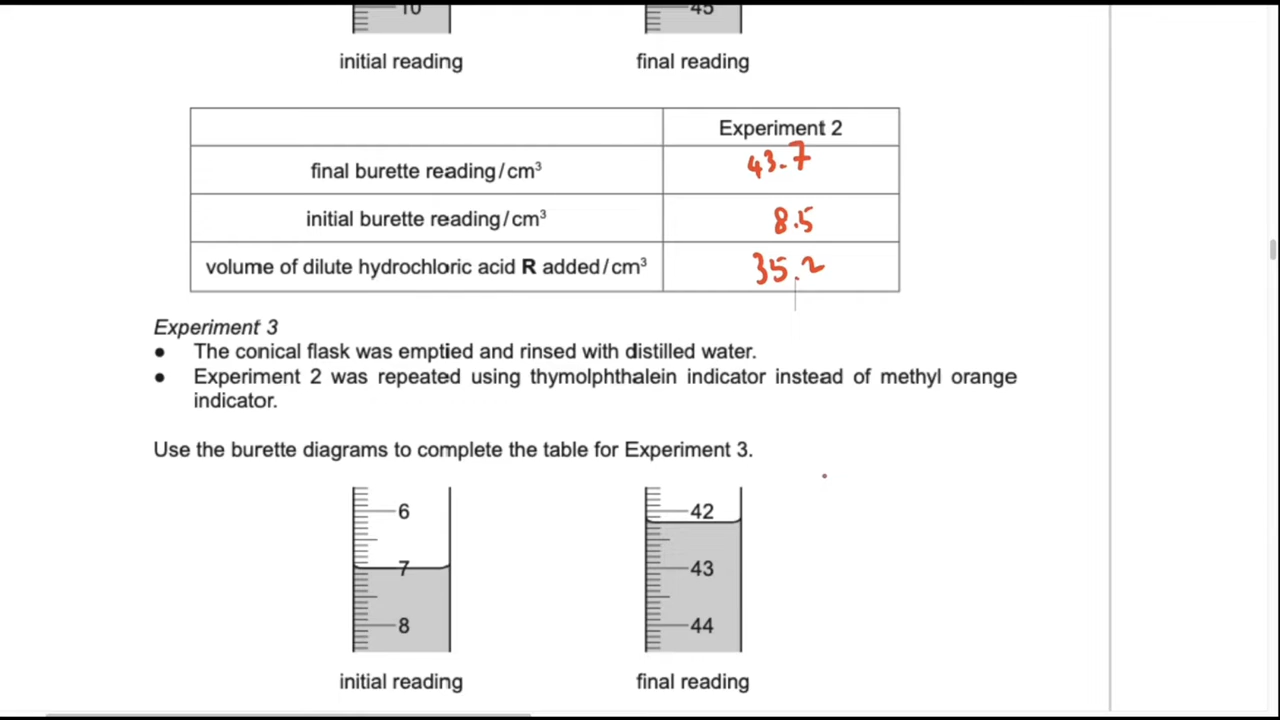 10 45
initial reading final reading
Experiment 2
final burette reading/cm³ 43.7
initial burette reading/cm³ 8.5
volume of dilute hydrochloric acid R added/cm³ 35.2
Experiment 3
• The conical flask was emptied and rinsed with distilled water.
• Experiment 2 was repeated using thymolphthalein indicator instead of methyl orange
indicator.
Use the burette diagrams to complete the table for Experiment 3.
6 42
7 43
8 44
initial reading final reading